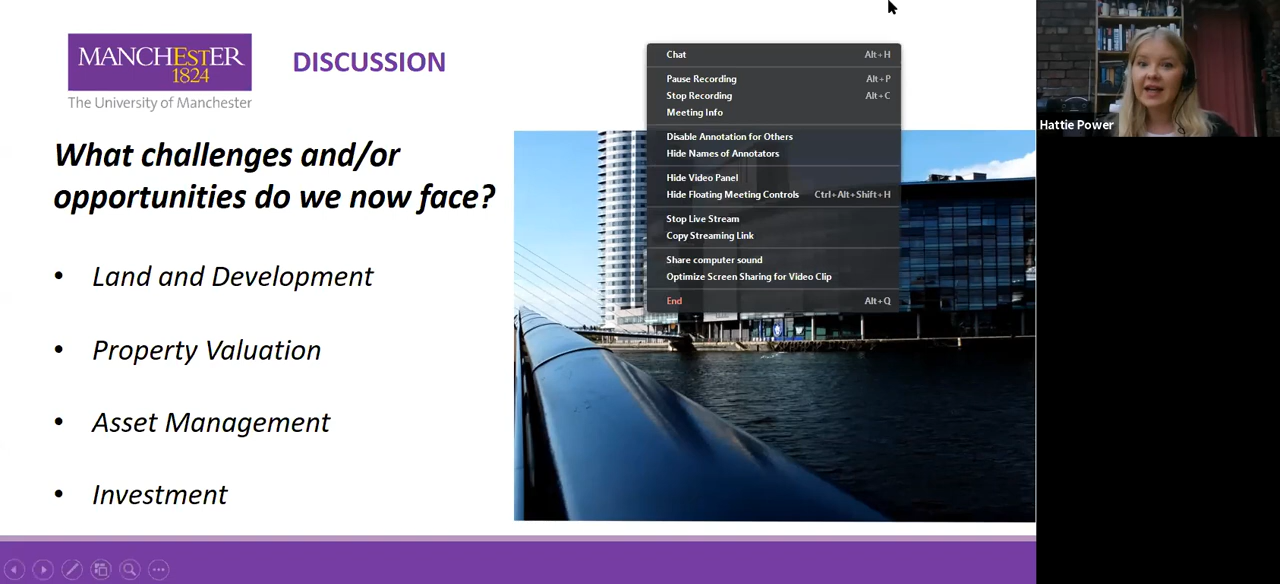 MANCHESTER
1824
The University of Manchester
DISCUSSION
What challenges and/or
opportunities do we now face?
• Land and Development
• Property Valuation
• Asset Management
• Investment
Chat Alt+H
Pause Recording Alt+P
Stop Recording Alt+C
Meeting Info
Disable Annotation for Others
Hide Names of Annotators
Hide Video Panel
Hide Floating Meeting Controls Ctrl+Alt+Shift+H
Stop Live Stream
Copy Streaming Link
Share computer sound
Optimize Screen Sharing for Video Clip
End Alt+Q
Hattie Power